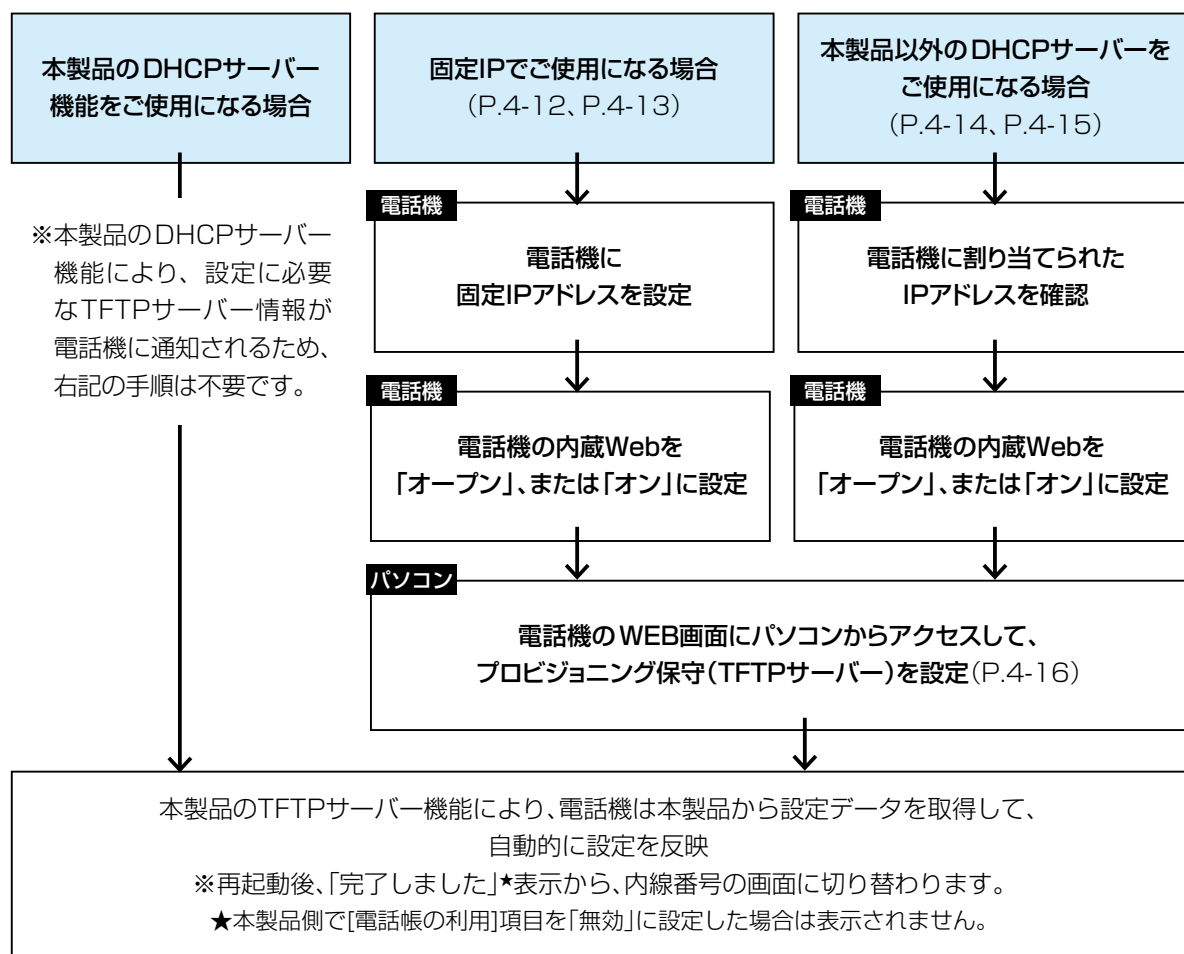 本製品のDHCPサーバー
機能をご使用になる場合
固定IPでご使用になる場合
(P.4-12、P.4-13)
本製品以外のDHCPサーバーを
ご使用になる場合
(P.4-14、P.4-15)
※本製品のDHCPサーバー
機能により、設定に必要
なTFTPサーバー情報が
電話機に通知されるため、
右記の手順は不要です。
電話機
電話機に
固定IPアドレスを設定
電話機
電話機に割り当てられた
IPアドレスを確認
電話機
電話機の内蔵Webを
「オープン」、または「オン」に設定
電話機
電話機の内蔵Webを
「オープン」、または「オン」に設定
パソコン
電話機のWEB画面にパソコンからアクセスして、
プロビジョニング保守(TFTPサーバー)を設定(P.4-16)
本製品のTFTPサーバー機能により、電話機は本製品から設定データを取得して、
自動的に設定を反映
※再起動後、「完了しました」★表示から、内線番号の画面に切り替わります。
★本製品側で[電話帳の利用]項目を「無効」に設定した場合は表示されません。